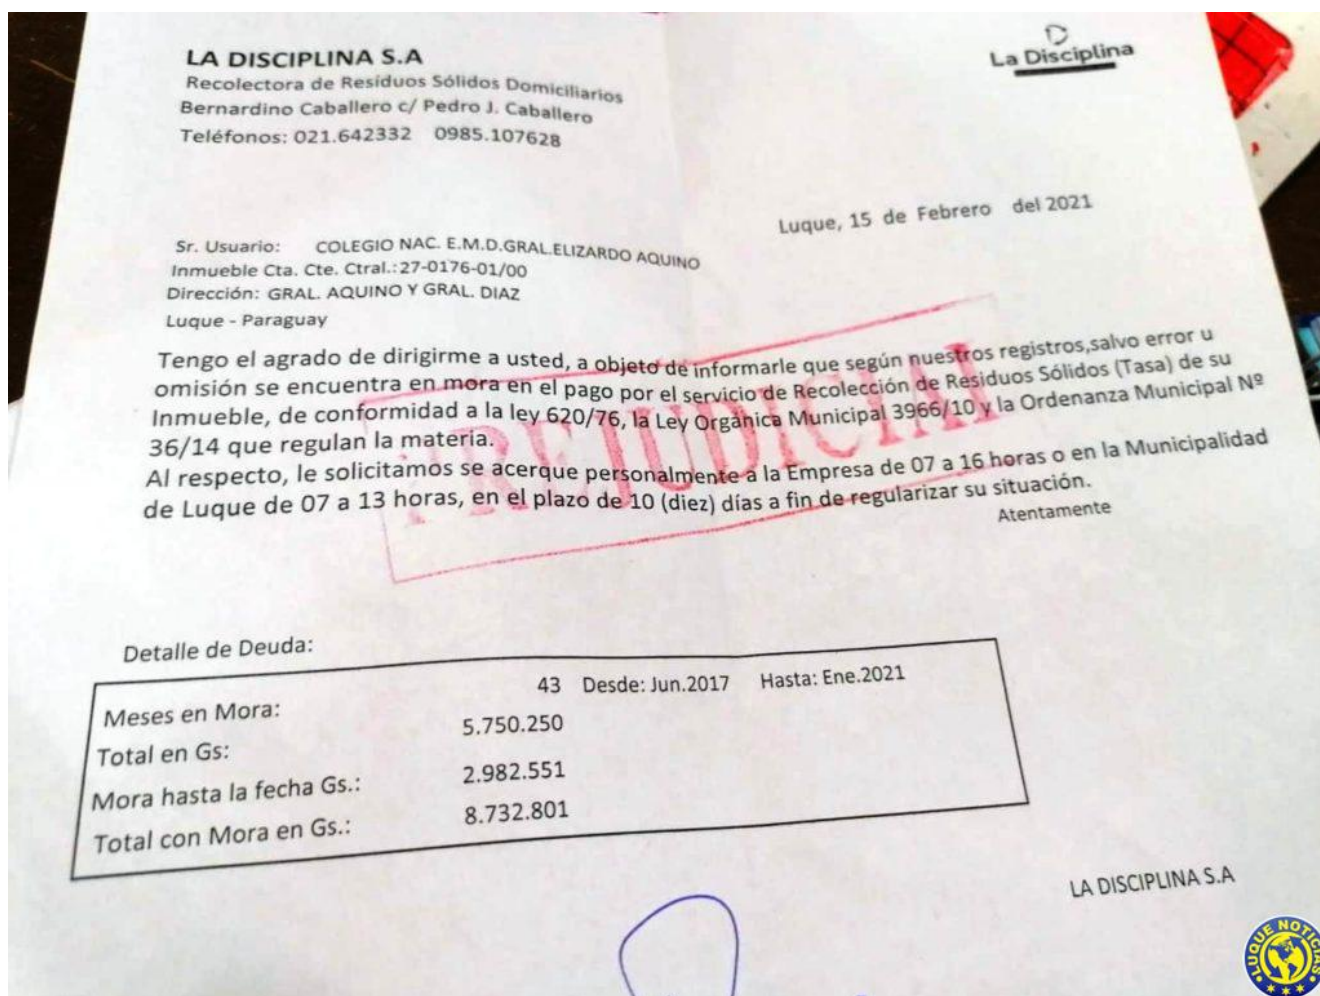 LA DISCIPLINA S.A
Recolectora de Residuos Sólidos Domiciliarios
Bernardino Caballero c/ Pedro J. Caballero
Teléfonos: 021.642332 0985.107628
La Disciplina
Luque, 15 de Febrero del 2021
Sr. Usuario: COLEGIO NAC. E.M.D.GRAL.ELIZARDO AQUINO
Inmueble Cta. Cte. Ctral.:27-0176-01/00
Dirección: GRAL. AQUINO Y GRAL. DIAZ
Luque - Paraguay
Tengo el agrado de dirigirme a usted, a objeto de informarle que según nuestros registros,salvo error u
omisión se encuentra en mora en el pago por el servicio de Recolección de Residuos Sólidos (Tasa) de su
Inmueble, de conformidad a la ley 620/76, la Ley Orgánica Municipal 3966/10 y la Ordenanza Municipal Nº
36/14 que regulan la materia.
Al respecto, le solicitamos se acerque personalmente a la Empresa de 07 a 16 horas o en la Municipalidad
de Luque de 07 a 13 horas, en el plazo de 10 (diez) días a fin de regularizar su situación.
Atentamente
PREJUDICIAL
Detalle de Deuda:
Meses en Mora: 43 Desde: Jun.2017 Hasta: Ene.2021
Total en Gs: 5.750.250
Mora hasta la fecha Gs.: 2.982.551
Total con Mora en Gs.: 8.732.801
LA DISCIPLINA S.A
LUQUE NOTICIAS